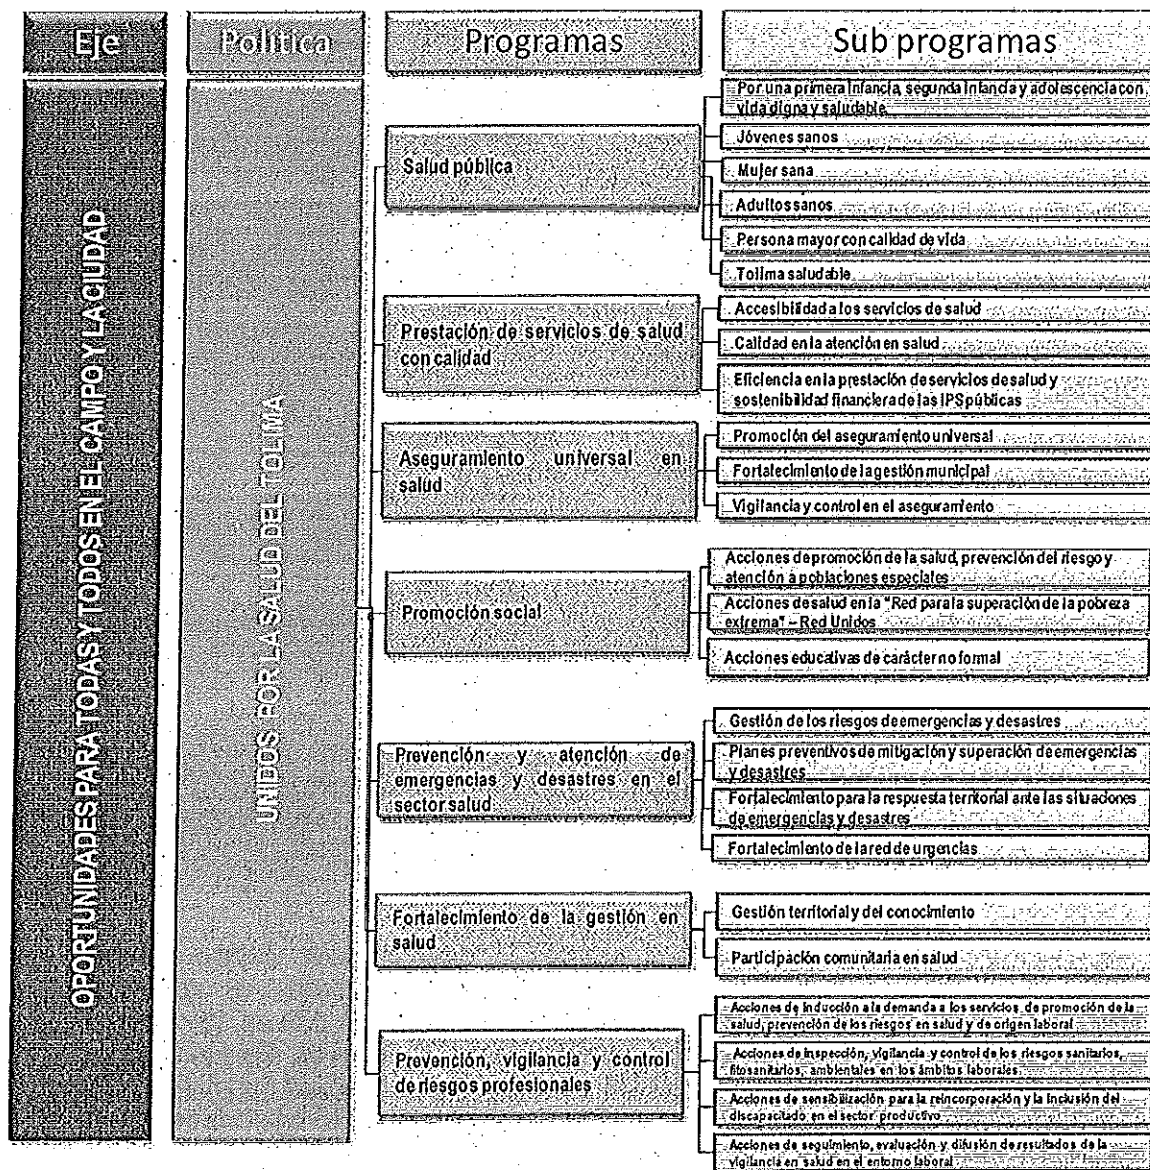 Eje
Política
Programas
Sub programas
OPORTUNIDADES PARA TODAS Y TODOS EN EL CAMPO Y LA CIUDAD
UNIDOS POR LA SALUD DEL TOLIMA
Salud pública
Por una primera infancia, segunda infancia y adolescencia con
vida digna y saludable
Jóvenes sanos
Mujer sana
Adultos sanos
Persona mayor con calidad de vida
Tolima saludable
Prestación de servicios de salud
con calidad
Accesibilidad a los servicios de salud
Calidad en la atención en salud
Eficiencia en la prestación de servicios de salud y
sostenibilidad financiera de las IPS públicas
Aseguramiento universal en
salud
Promoción del aseguramiento universal
Fortalecimiento de la gestión municipal
Vigilancia y control en el aseguramiento
Promoción social
Acciones de promoción de la salud, prevención del riesgo y
atención a poblaciones especiales
Acciones de salud en la "Red para la superación de la pobreza
extrema" – Red Unidos
Acciones educativas de carácter no formal
Prevención y atención de
emergencias y desastres en el
sector salud
Gestión de los riesgos de emergencias y desastres
Planes preventivos de mitigación y superación de emergencias
y desastres
Fortalecimiento para la respuesta territorial ante las situaciones
de emergencias y desastres
Fortalecimiento de la red de urgencias
Fortalecimiento de la gestión en
salud
Gestión territorial y del conocimiento
Participación comunitaria en salud
Prevención, vigilancia y control
de riesgos profesionales
Acciones de inducción a la demanda a los servicios de promoción de la
salud, prevención de los riesgos en salud y de origen laboral
Acciones de inspección, vigilancia y control de los riesgos sanitarios,
fitosanitarios, ambientales en los ámbitos laborales
Acciones de sensibilización para la reincorporación y la inclusión del
discapacitado en el sector productivo
Acciones de seguimiento, evaluación y difusión de resultados de la
vigilancia en salud en el entorno laboral